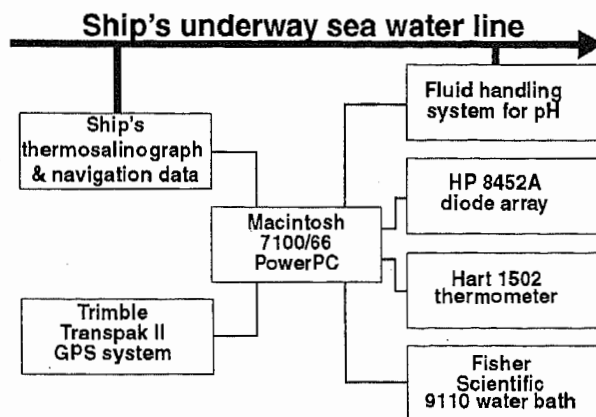 Ship's underway sea water line
Ship's
thermosalinograph
& navigation data
Fluid handling
system for pH
HP 8452A
diode array
Macintosh
7100/66
PowerPC
Hart 1502
thermometer
Trimble
Transpak II
GPS system
Fisher
Scientific
9110 water bath